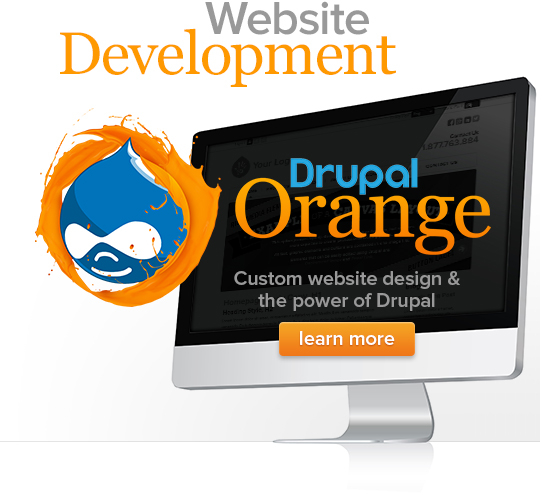 Website
Development
Drupal
Orange
Custom website design &
the power of Drupal
learn more